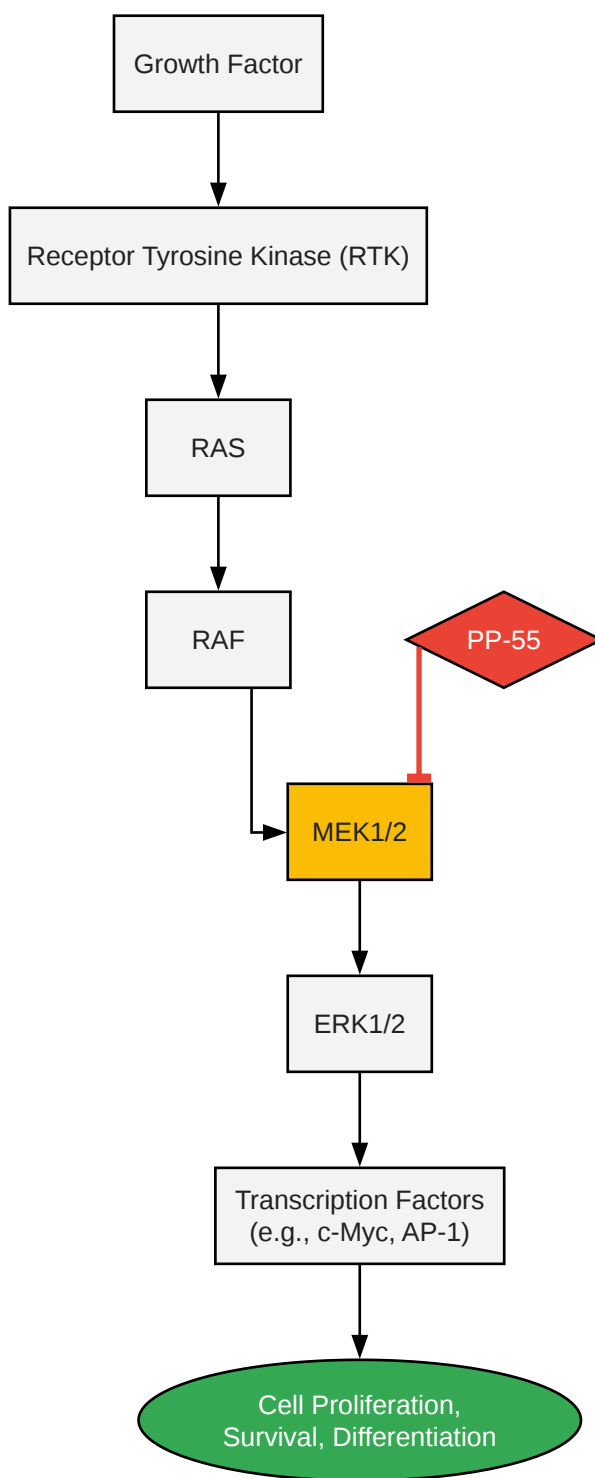 Growth Factor
Receptor Tyrosine Kinase (RTK)
RAS
RAF
PP-55
MEK1/2
ERK1/2
Transcription Factors
(e.g., c-Myc, AP-1)
Cell Proliferation,
Survival, Differentiation